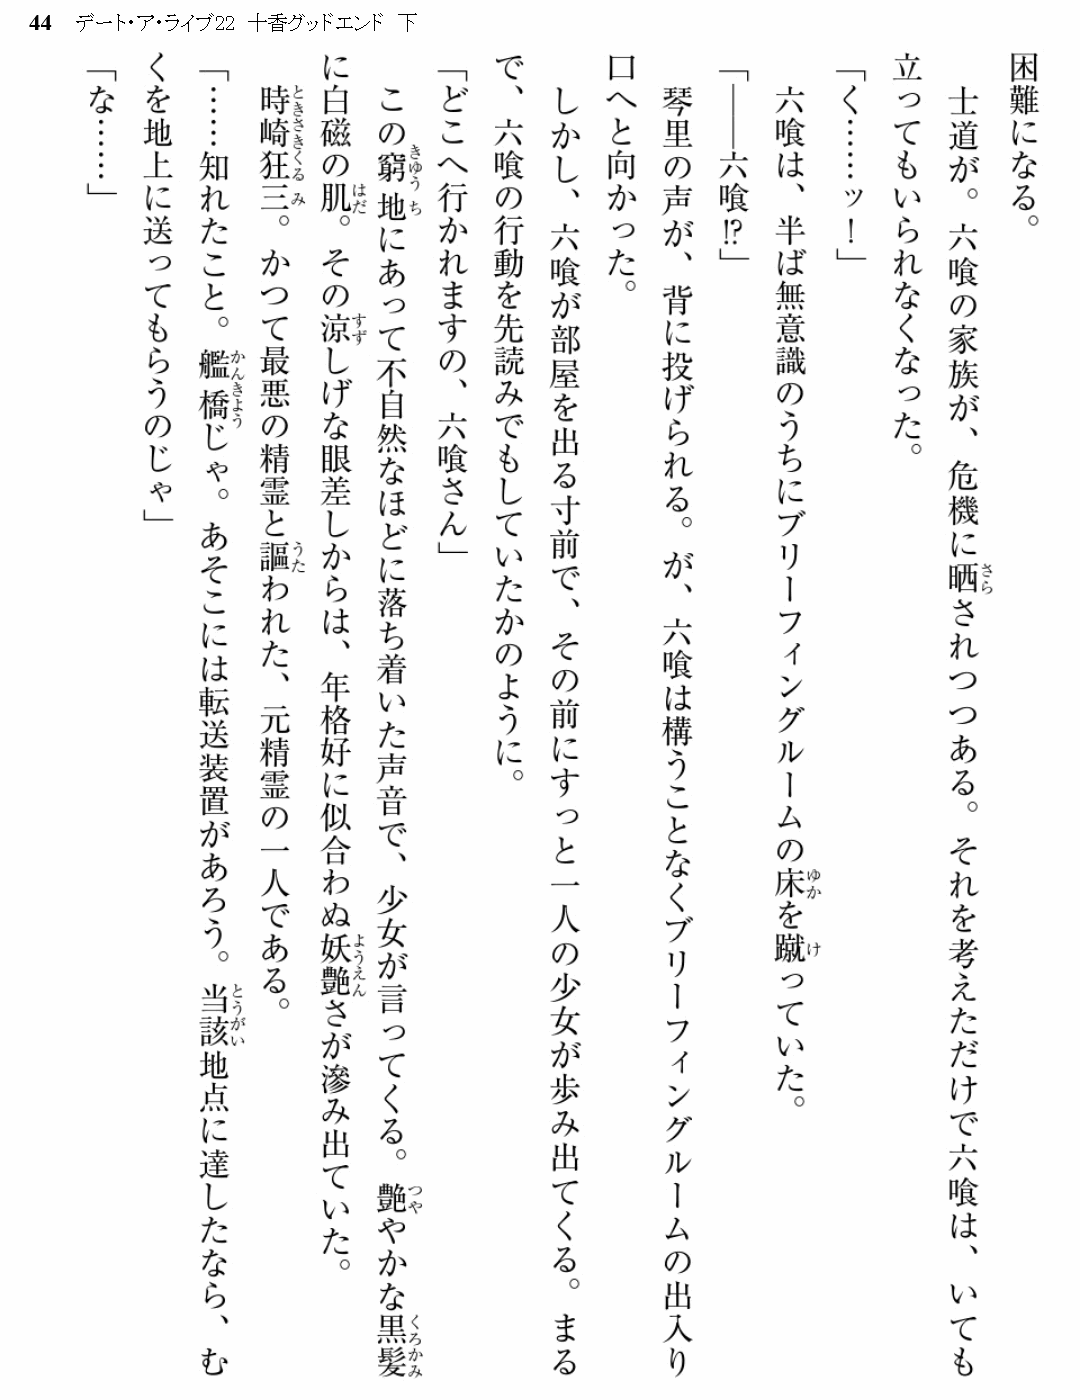 44　デート・ア・ライブ22　十香グッドエンド　下
困難になる。
　士道が。六喰の家族が、危機に晒されつつある。それを考えただけで六喰は、いても
立ってもいられなくなった。
「く……ッ！」
　六喰は、半ば無意識のうちにブリーフィングルームの床を蹴っていた。
「――六喰!?」
　琴里の声が、背に投げられる。が、六喰は構うことなくブリーフィングルームの出入り
口へと向かった。
　しかし、六喰が部屋を出る寸前で、その前にすっと一人の少女が歩み出てくる。まる
で、六喰の行動を先読みでもしていたかのように。
「どこへ行かれますの、六喰さん」
　この窮地にあって不自然なほどに落ち着いた声音で、少女が言ってくる。艶やかな黒髪
に白磁の肌。その涼しげな眼差しからは、年格好に似合わぬ妖艶さが滲み出ていた。
　時崎狂三。かつて最悪の精霊と謳われた、元精霊の一人である。
「……知れたこと。艦橋じゃ。あそこには転送装置があろう。当該地点に達したなら、む
くを地上に送ってもらうのじゃ」
「な……」